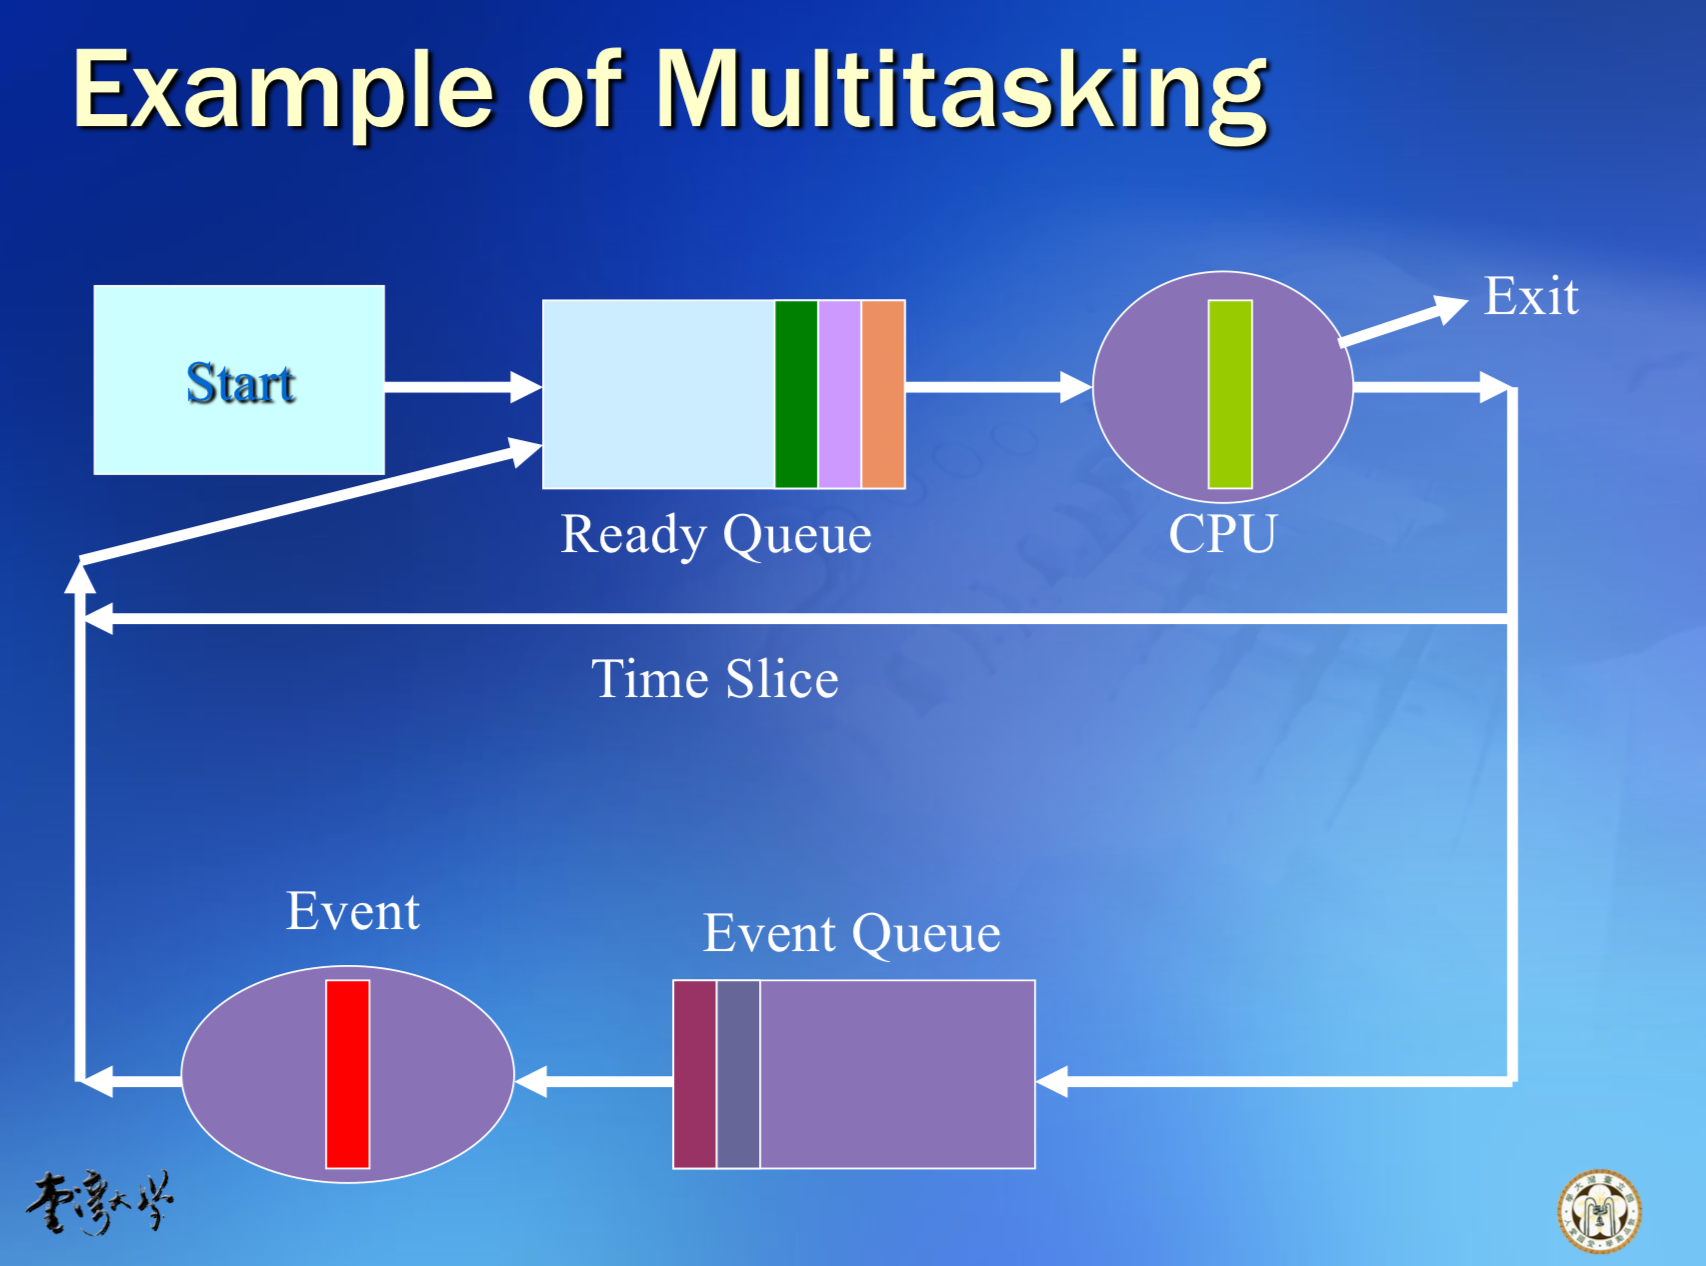 Example of Multitasking
Start
Exit
Ready Queue
CPU
Time Slice
Event
Event Queue
臺灣大學